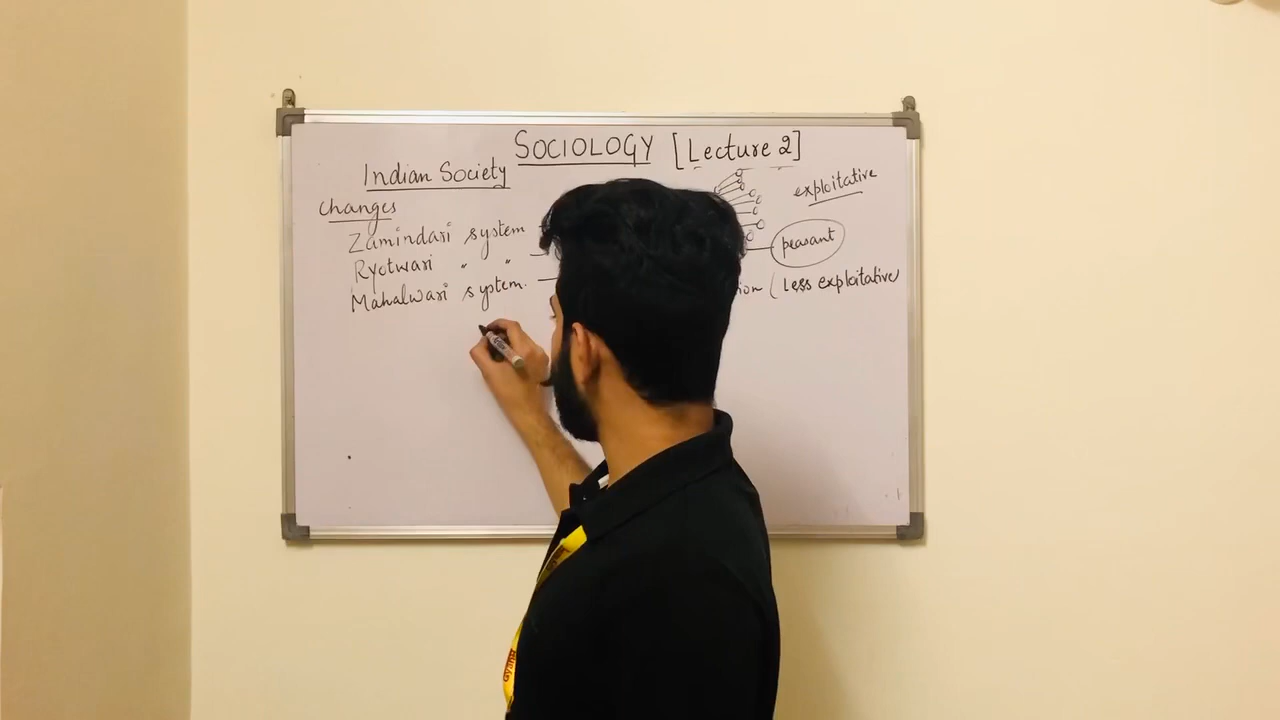 SOCIOLOGY [Lecture 2]
Indian Society
changes
exploitative
Zamindari system
peasant
Ryotwari " "
Mahalwari system.
(Less exploitative